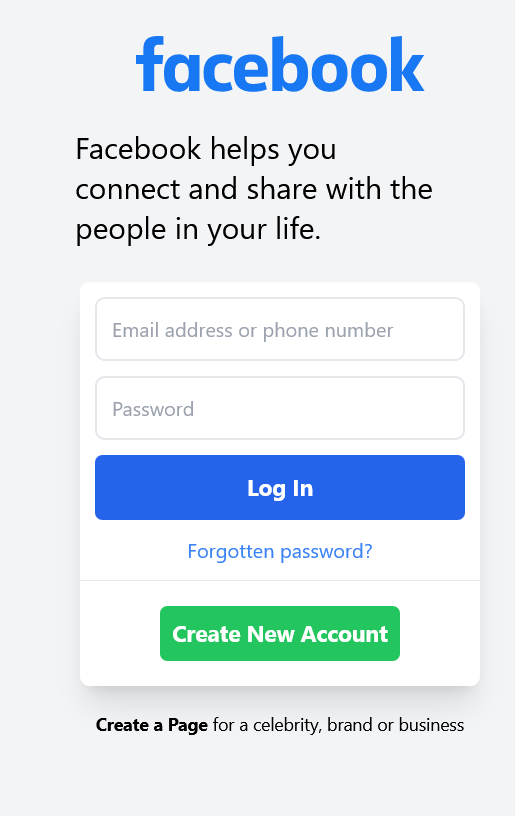 facebook
Facebook helps you
connect and share with the
people in your life.
Email address or phone number
Password
Log In
Forgotten password?
Create New Account
Create a Page for a celebrity, brand or business